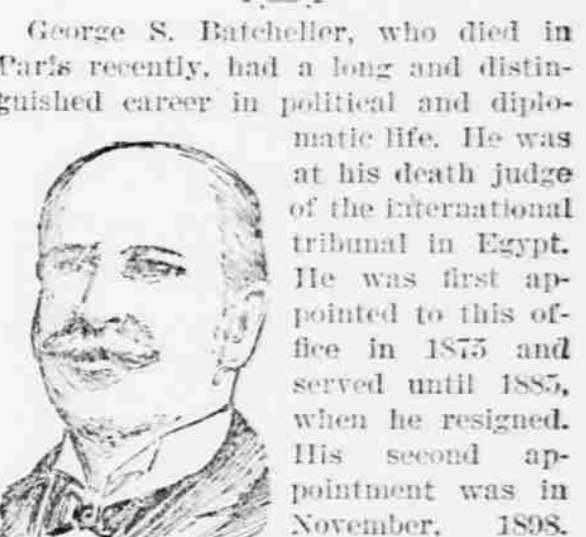 George S. Batcheller, who died in
Paris recently, had a long and distin-
guished career in political and diplo-
matic life. He was
at his death judge
of the international
tribunal in Egypt.
He was first ap-
pointed to this of-
fice in 1875 and
served until 1885,
when he resigned.
His second ap-
pointment was in
November, 1898.